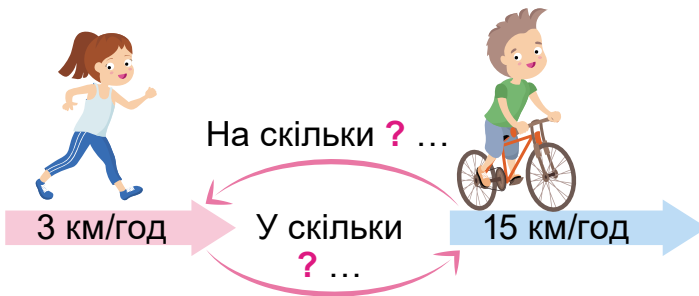 На скільки ? ...
3 км/год
У скільки
? ...
15 км/год